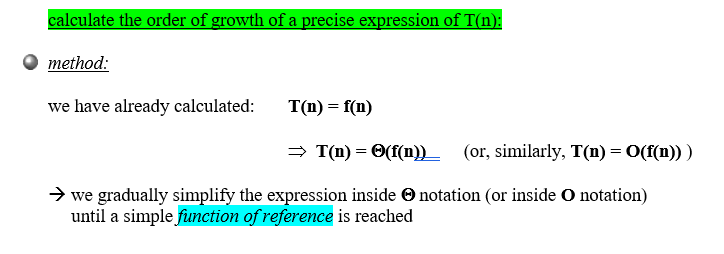 calculate the order of growth of a precise expression of T(n):
method:
we have already calculated: T(n) = f(n)
⇒ T(n) = Θ(f(n)) (or, similarly, T(n) = O(f(n)) )
→ we gradually simplify the expression inside Θ notation (or inside O notation)
until a simple function of reference is reached